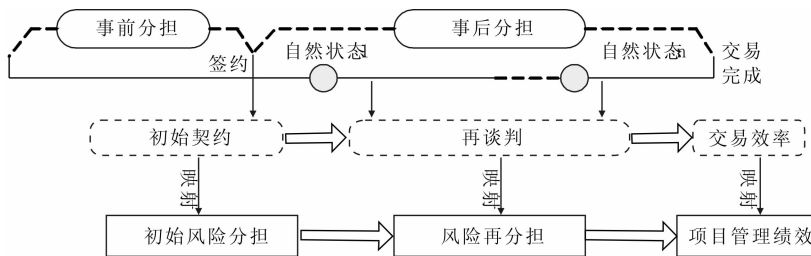 事前分担
事后分担
签约
自然状态1
自然状态n
交易
完成
初始契约
再谈判
交易效率
映射
映射
映射
初始风险分担
风险再分担
项目管理绩效